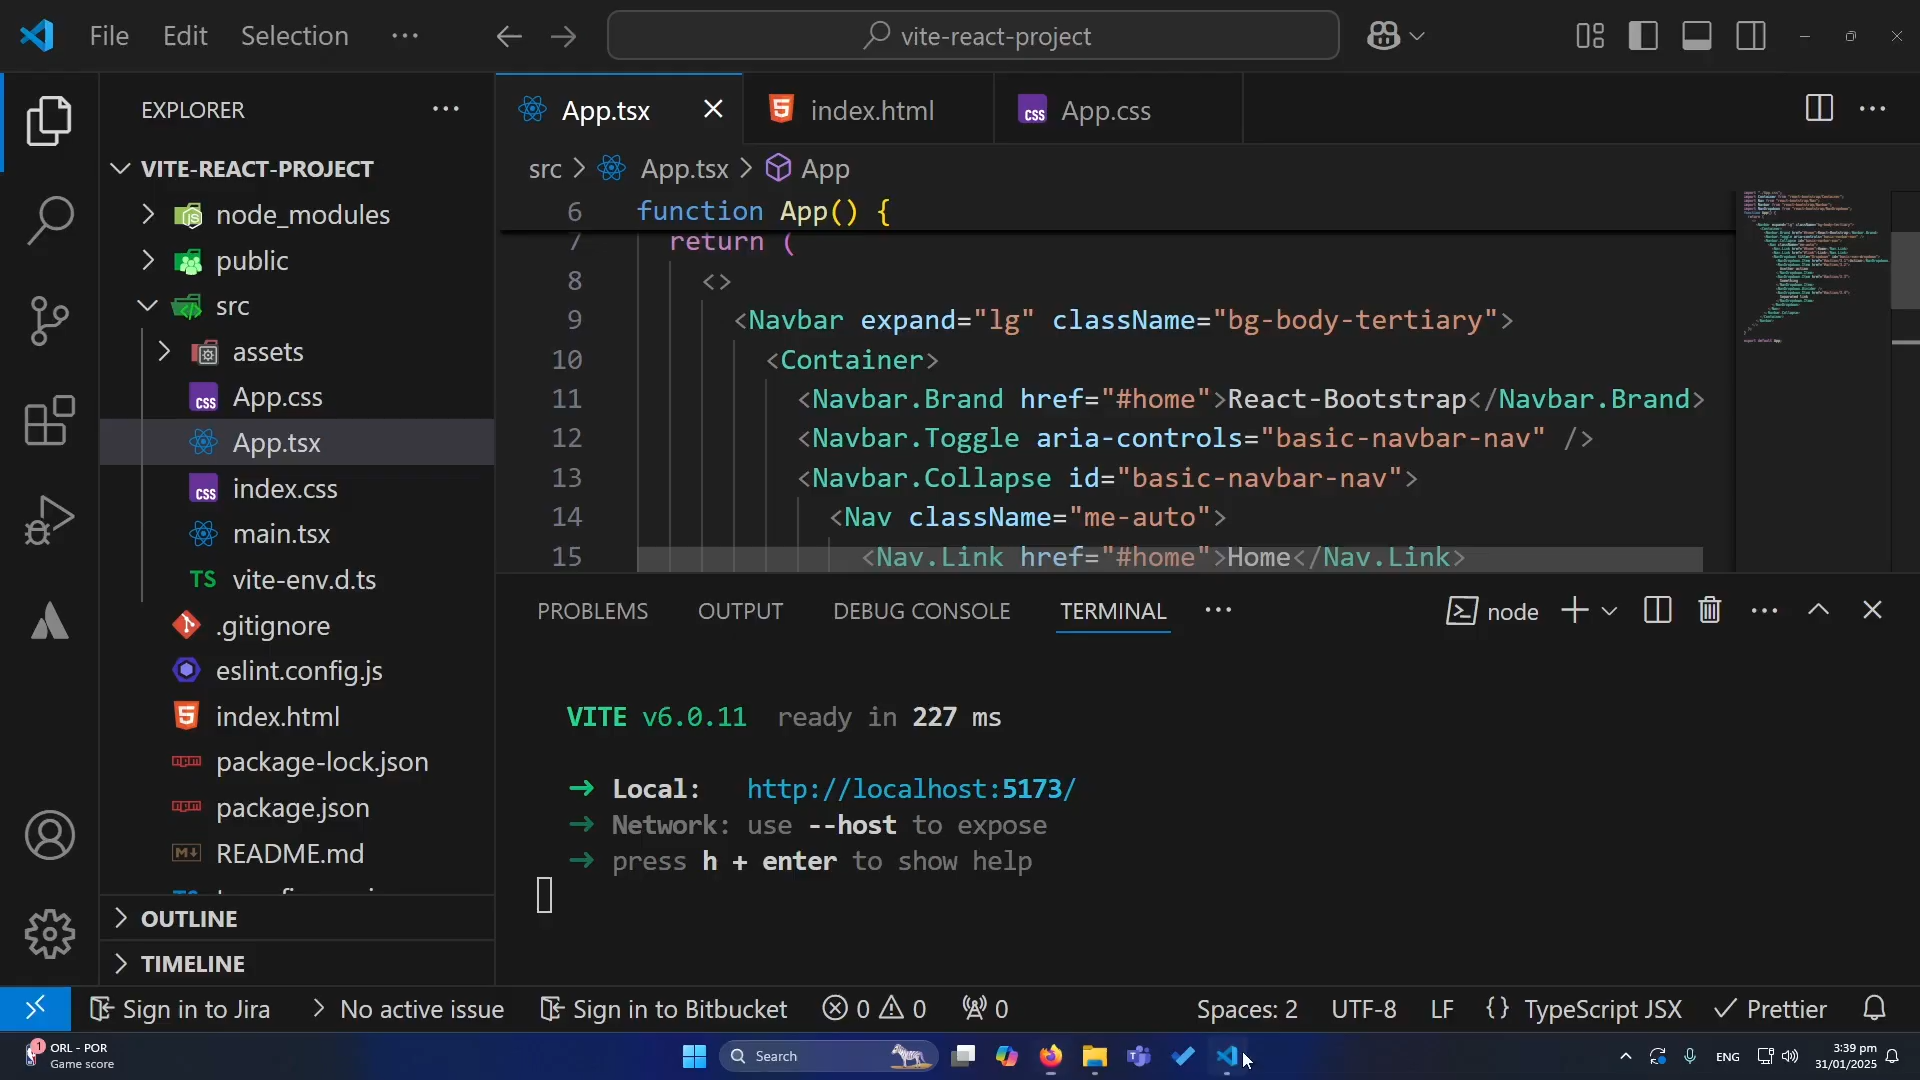 File Edit Selection ··· vite-react-project
EXPLORER ···
App.tsx index.html App.css ···
VITE-REACT-PROJECT
src > App.tsx > App
node_modules
public
src
assets
App.css
App.tsx
index.css
main.tsx
TS vite-env.d.ts
.gitignore
eslint.config.js
index.html
package-lock.json
package.json
README.md
OUTLINE
TIMELINE
6 function App() {
7 return (
8 <>
9 <Navbar expand="lg" className="bg-body-tertiary">
10 <Container>
11 <Navbar.Brand href="#home">React-Bootstrap</Navbar.Brand>
12 <Navbar.Toggle aria-controls="basic-navbar-nav" />
13 <Navbar.Collapse id="basic-navbar-nav">
14 <Nav className="me-auto">
15 <Nav.Link href="#home">Home</Nav.Link>
PROBLEMS OUTPUT DEBUG CONSOLE TERMINAL ··· node ···
VITE v6.0.11 ready in 227 ms
➜ Local: http://localhost:5173/
➜ Network: use --host to expose
➜ press h + enter to show help
Sign in to Jira > No active issue Sign in to Bitbucket 0 0 0 Spaces: 2 UTF-8 LF {} TypeScript JSX ✓ Prettier
1 ORL - POR
Game score
Search
ENG
3:39 pm
31/01/2025